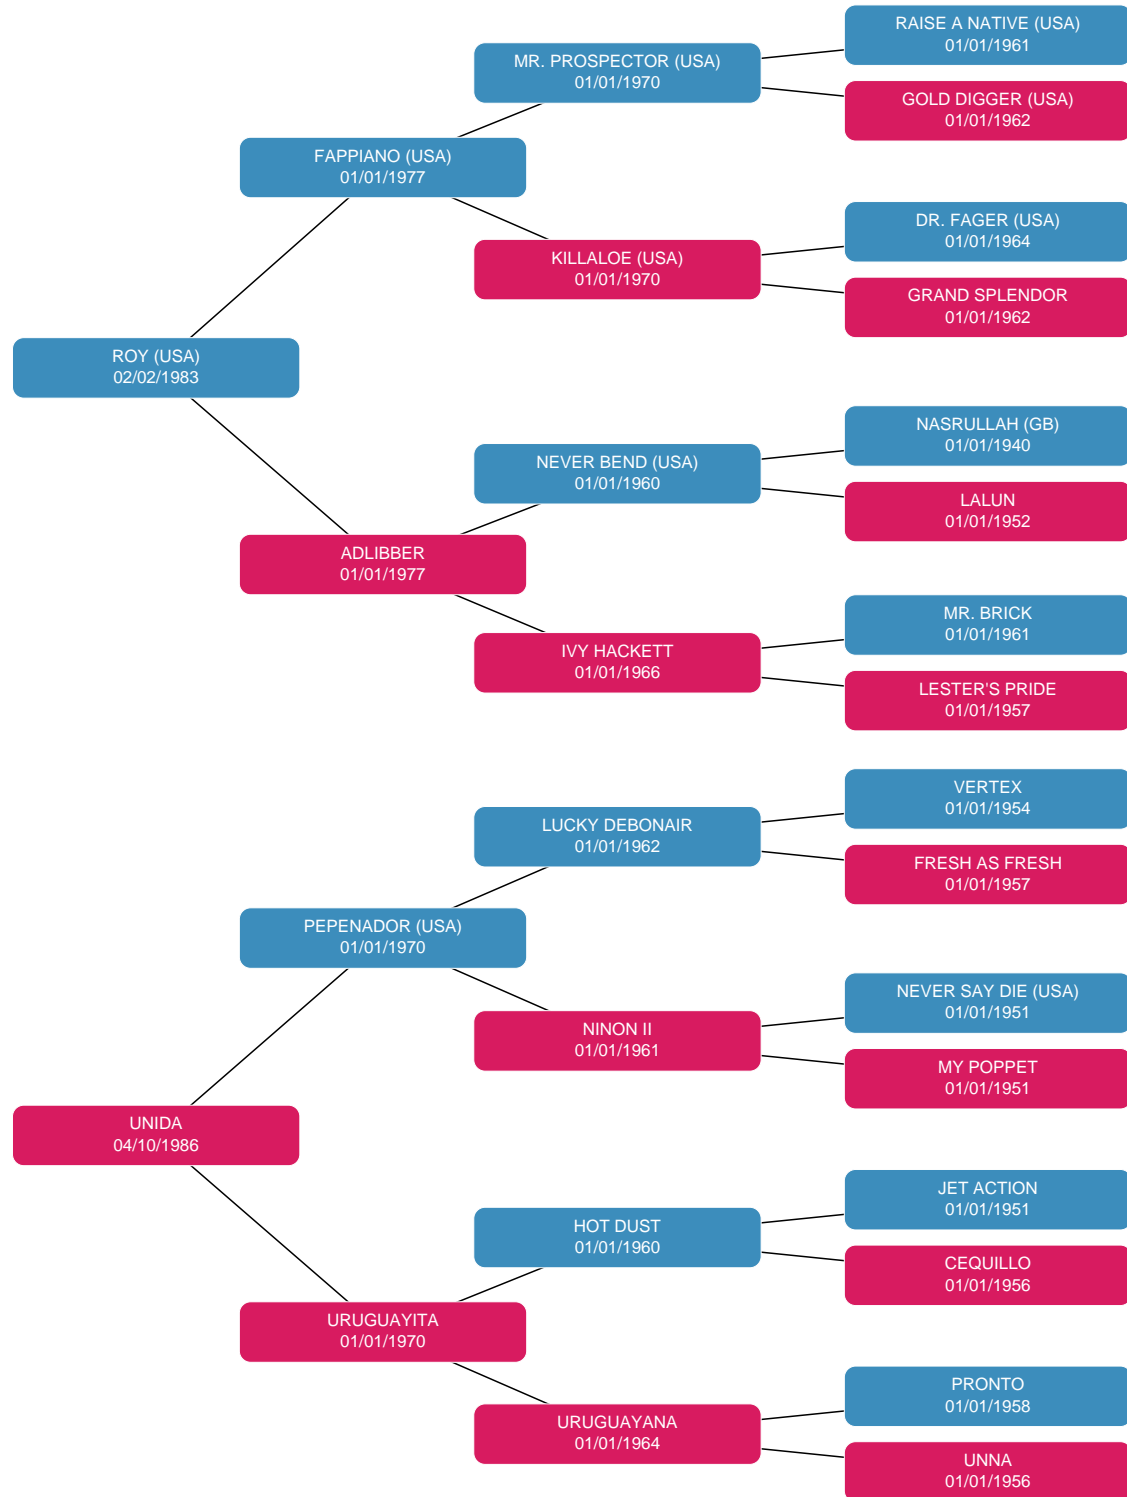 RAISE A NATIVE (USA)
01/01/1961
MR. PROSPECTOR (USA)
01/01/1970
GOLD DIGGER (USA)
01/01/1962
FAPPIANO (USA)
01/01/1977
DR. FAGER (USA)
01/01/1964
KILLALOE (USA)
01/01/1970
GRAND SPLENDOR
01/01/1962
ROY (USA)
02/02/1983
NASRULLAH (GB)
01/01/1940
NEVER BEND (USA)
01/01/1960
LALUN
01/01/1952
ADLIBBER
01/01/1977
MR. BRICK
01/01/1961
IVY HACKETT
01/01/1966
LESTER'S PRIDE
01/01/1957
VERTEX
01/01/1954
LUCKY DEBONAIR
01/01/1962
FRESH AS FRESH
01/01/1957
PEPENADOR (USA)
01/01/1970
NEVER SAY DIE (USA)
01/01/1951
NINON II
01/01/1961
MY POPPET
01/01/1951
UNIDA
04/10/1986
JET ACTION
01/01/1951
HOT DUST
01/01/1960
CEQUILLO
01/01/1956
URUGUAYITA
01/01/1970
PRONTO
01/01/1958
URUGUAYANA
01/01/1964
UNNA
01/01/1956